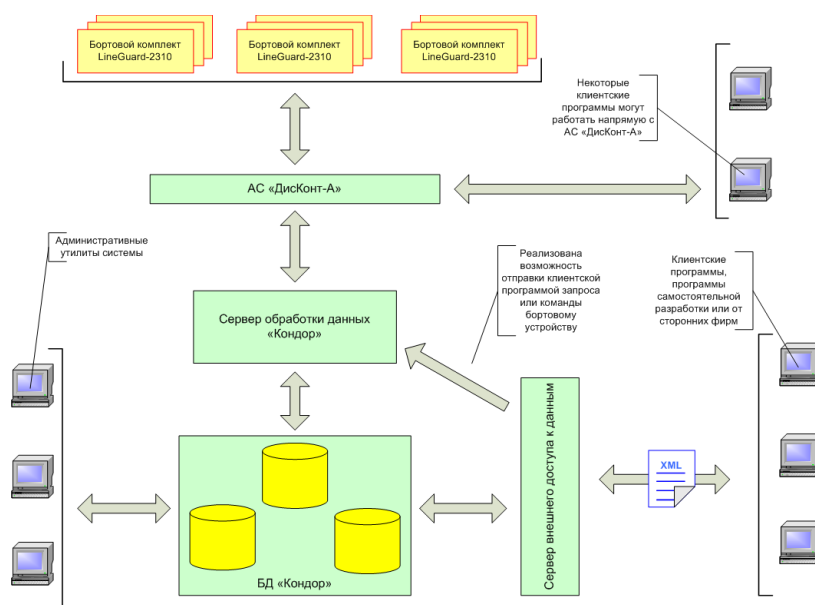 Бортовой комплект
LineGuard-2310
Бортовой комплект
LineGuard-2310
Бортовой комплект
LineGuard-2310
Некоторые
клиентские
программы могут
работать напрямую с
АС «ДисКонт-А»
АС «ДисКонт-А»
Административные
утилиты системы
Реализована
возможность
отправки клиентской
программой запроса
или команды
бортовому
устройству
Клиентские
программы,
программы
самостоятельной
разработки или от
сторонних фирм
Сервер обработки данных
«Кондор»
Сервер внешнего доступа к данным
XML
БД «Кондор»